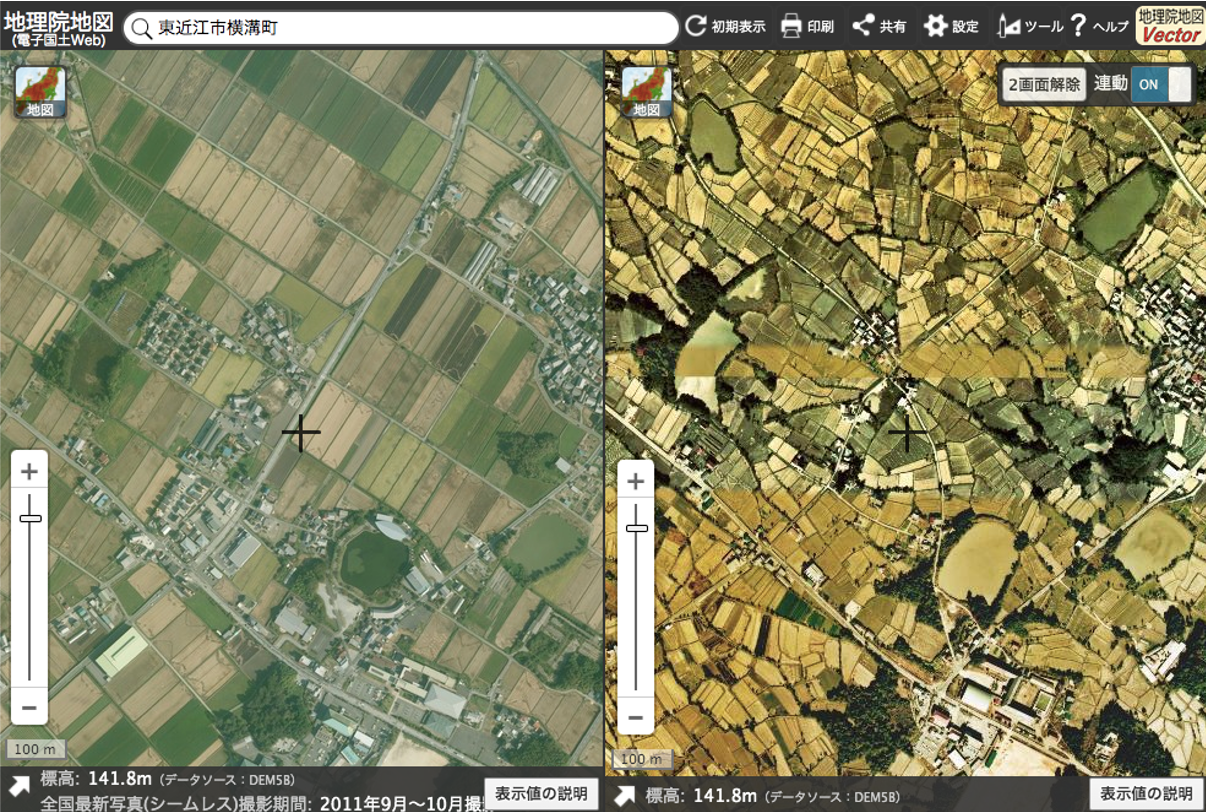 地理院地図
(電子国土Web)
東近江市横溝町
初期表示
印刷
共有
設定
ツール
? ヘルプ
地理院地図
Vector
地図
地図
2画面解除
連動
ON
+
−
100 m
+
−
100 m
標高: 141.8m (データソース：DEM5B)
全国最新写真(シームレス)撮影期間: 2011年9月〜10月撮
表示値の説明
標高: 141.8m (データソース：DEM5B)
表示値の説明